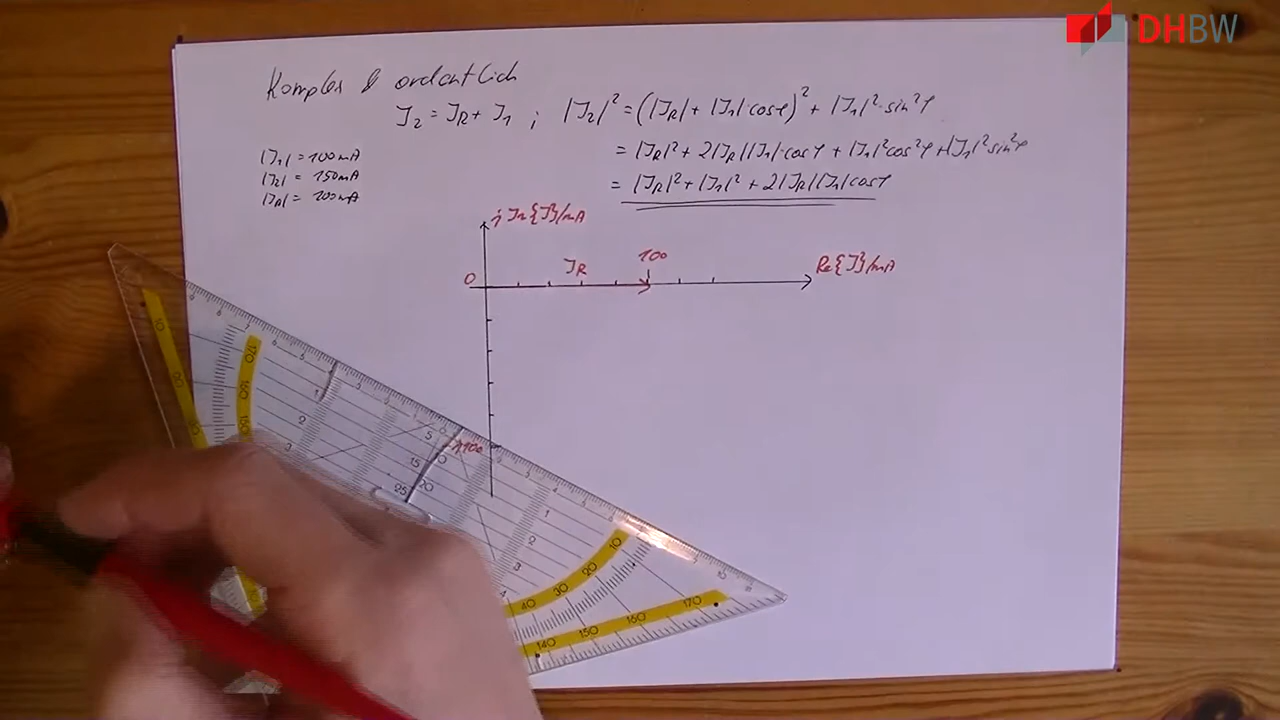 DHBW
Komplex & ordentlich
I₂ = I_R + I₁ ; |I₂|² = (|I_R| + |I₁|·cosφ)² + |I₁|²·sin²φ
|I₁| = 100mA
= |I_R|² + 2|I_R||I₁|·cosφ + |I₁|²cos²φ + |I₁|²sin²φ
|I₂| = 150mA
= |I_R|² + |I₁|² + 2|I_R||I₁|cosφ
|I_R| = 100mA
j Im{I}/mA
0 I_R 100 Re{I}/mA